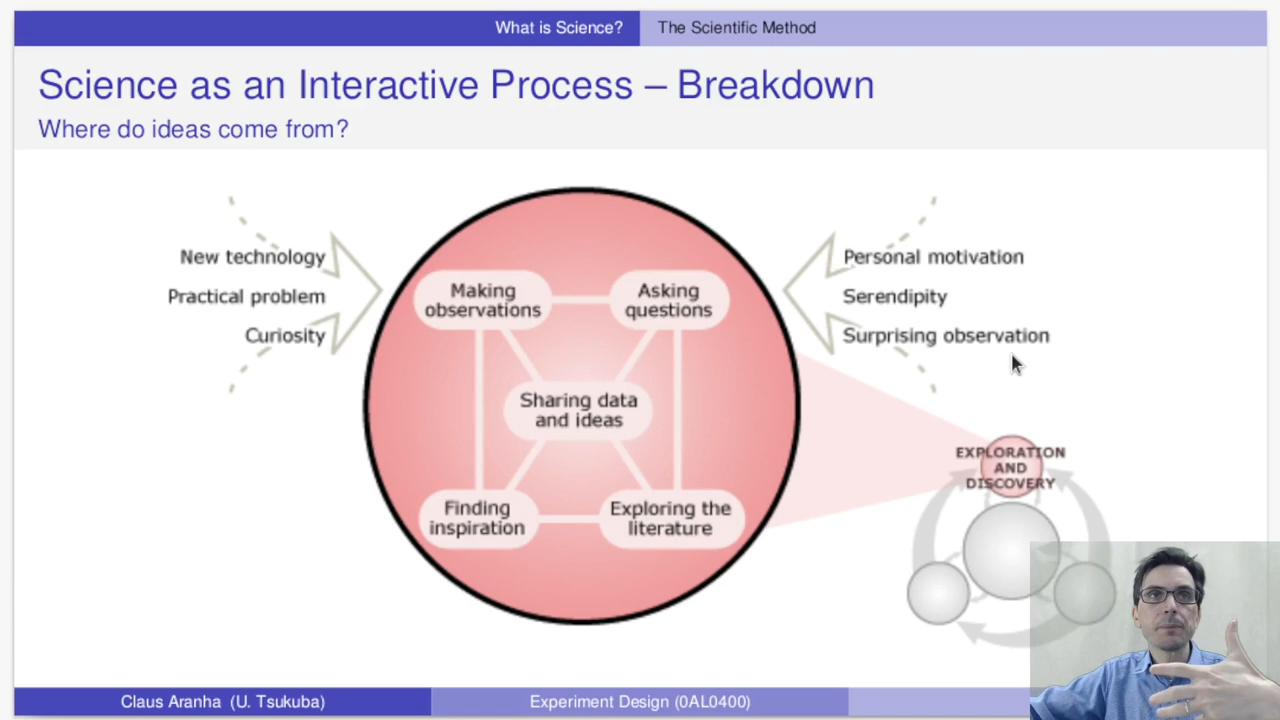 What is Science?
The Scientific Method
Science as an Interactive Process – Breakdown
Where do ideas come from?
New technology
Practical problem
Curiosity
Making
observations
Asking
questions
Sharing data
and ideas
Finding
inspiration
Exploring the
literature
Personal motivation
Serendipity
Surprising observation
EXPLORATION
AND
DISCOVERY
Claus Aranha (U. Tsukuba)
Experiment Design (0AL0400)